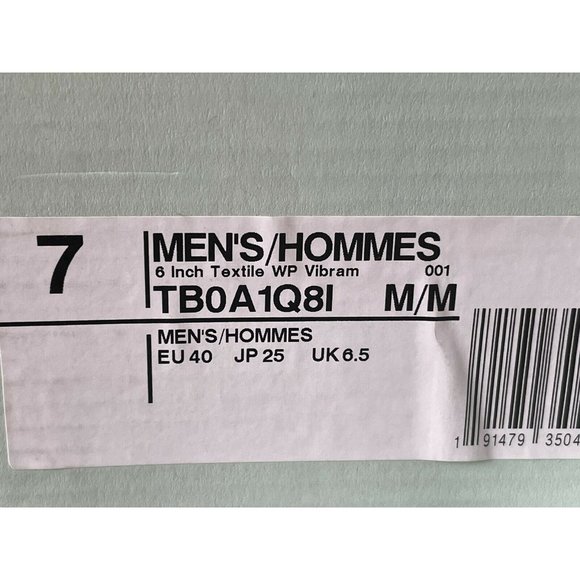 7
MEN'S/HOMMES
6 Inch Textile WP Vibram 001
TB0A1Q8I M/M
MEN'S/HOMMES
EU 40 JP 25 UK 6.5
1 91479 3504